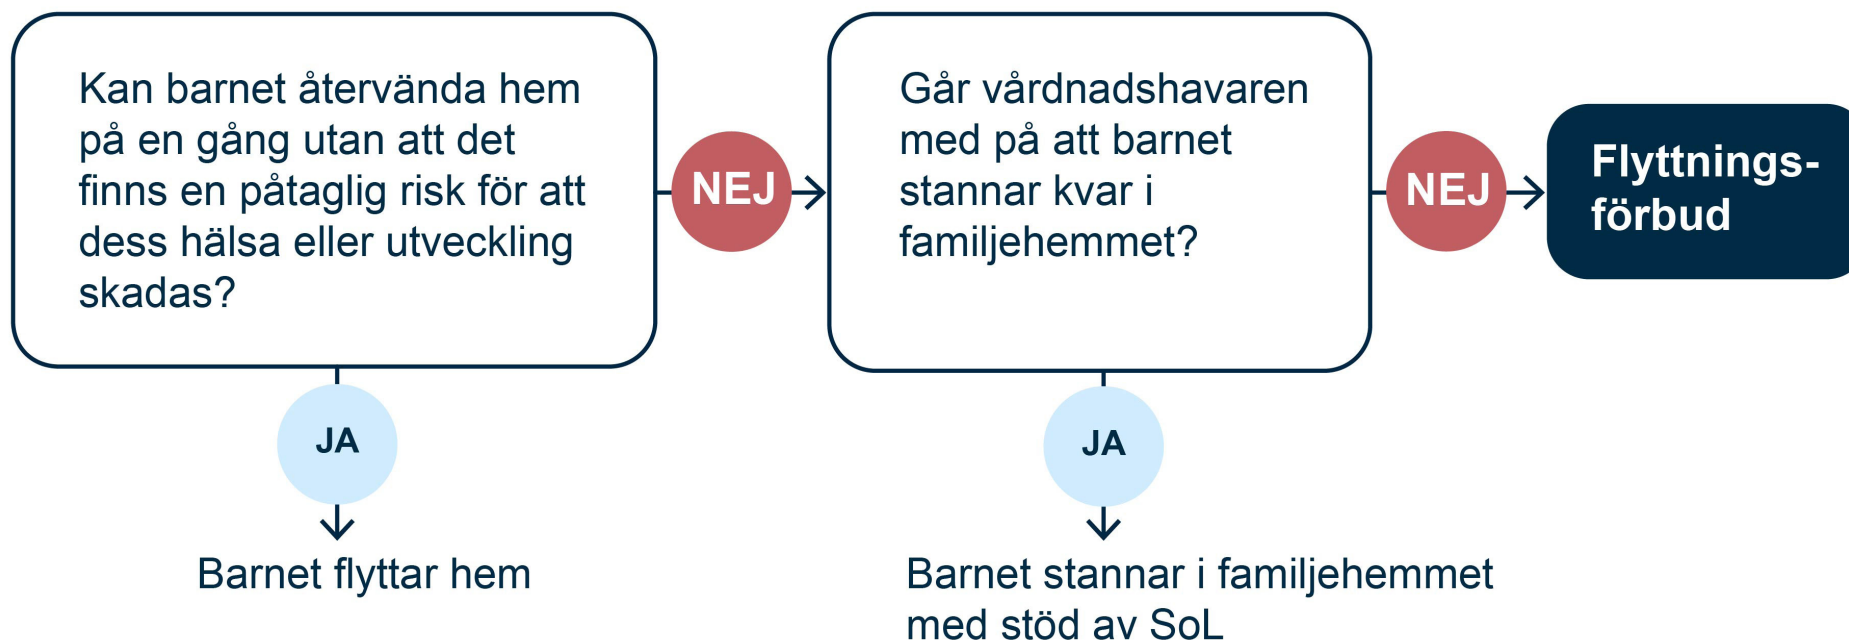 Kan barnet återvända hem
på en gång utan att det
finns en påtaglig risk för att
dess hälsa eller utveckling
skadas?
NEJ
Går vårdnadshavaren
med på att barnet
stannar kvar i
familjehemmet?
NEJ
Flyttnings-
förbud
JA
JA
Barnet flyttar hem
Barnet stannar i familjehemmet
med stöd av SoL